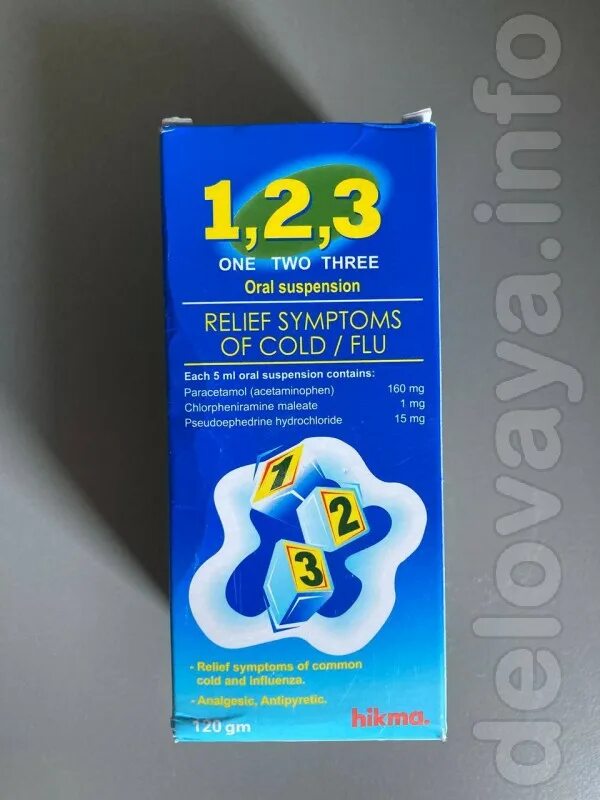 1,2,3
ONE TWO THREE
Oral suspension
RELIEF SYMPTOMS
OF COLD / FLU
Each 5 ml oral suspension contains:
Paracetamol (acetaminophen) 160 mg
Chlorpheniramine maleate 1 mg
Pseudoephedrine hydrochloride 15 mg
1
2
3
- Relief symptoms of common
cold and influenza.
- Analgesic, Antipyretic.
120 gm
hikma.
delovaya.info